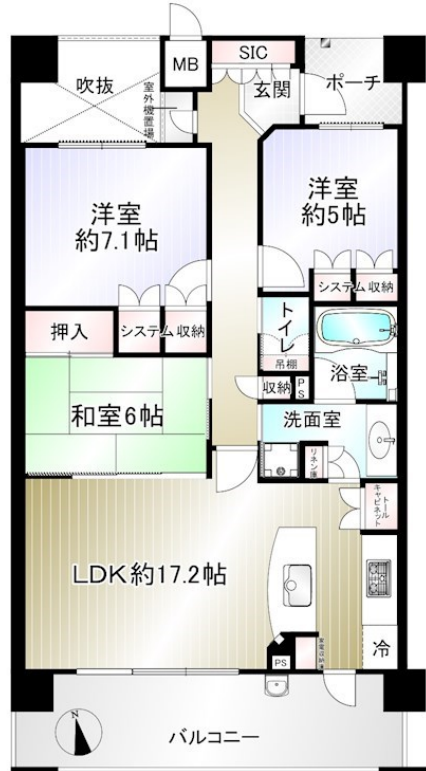 SIC
MB
吹抜
室外機置場
玄関
ポーチ
洋室
約7.1帖
洋室
約5帖
システム収納
システム収納
押入
トイレ
吊棚
浴室
収納
PS
和室6帖
洗面室
リネン庫
トール
キャビネット
LDK約17.2帖
冷
PS
N
バルコニー